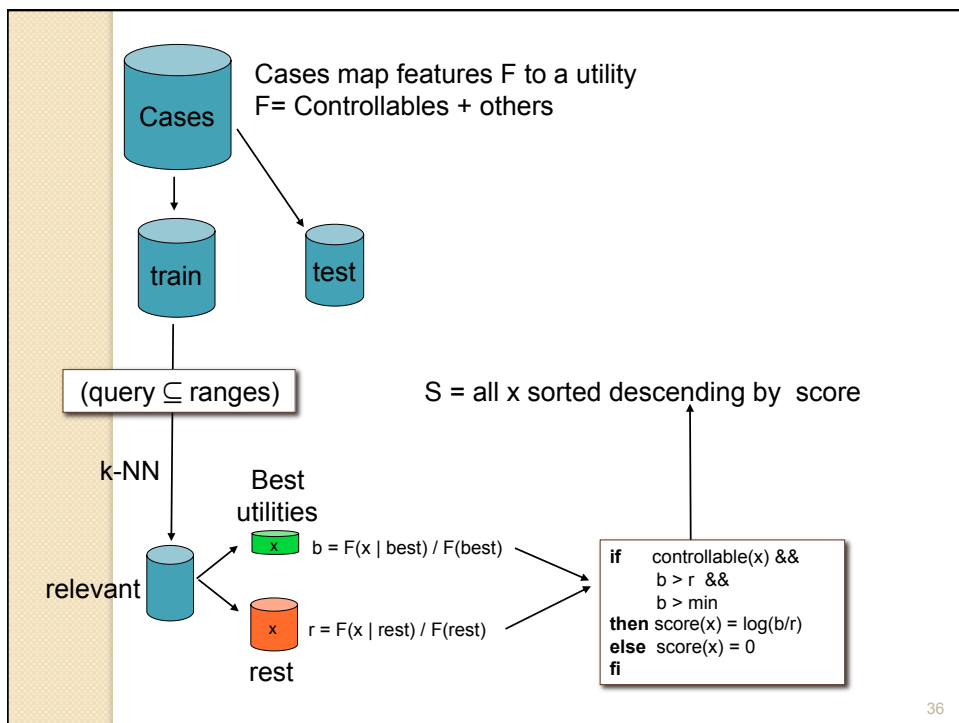 Cases map features F to a utility
F= Controllables + others
Cases
train
test
(query ⊆ ranges)
S = all x sorted descending by score
k-NN
Best
utilities
x
b = F(x | best) / F(best)
relevant
x
r = F(x | rest) / F(rest)
rest
if controllable(x) &&
b > r &&
b > min
then score(x) = log(b/r)
else score(x) = 0
fi
36